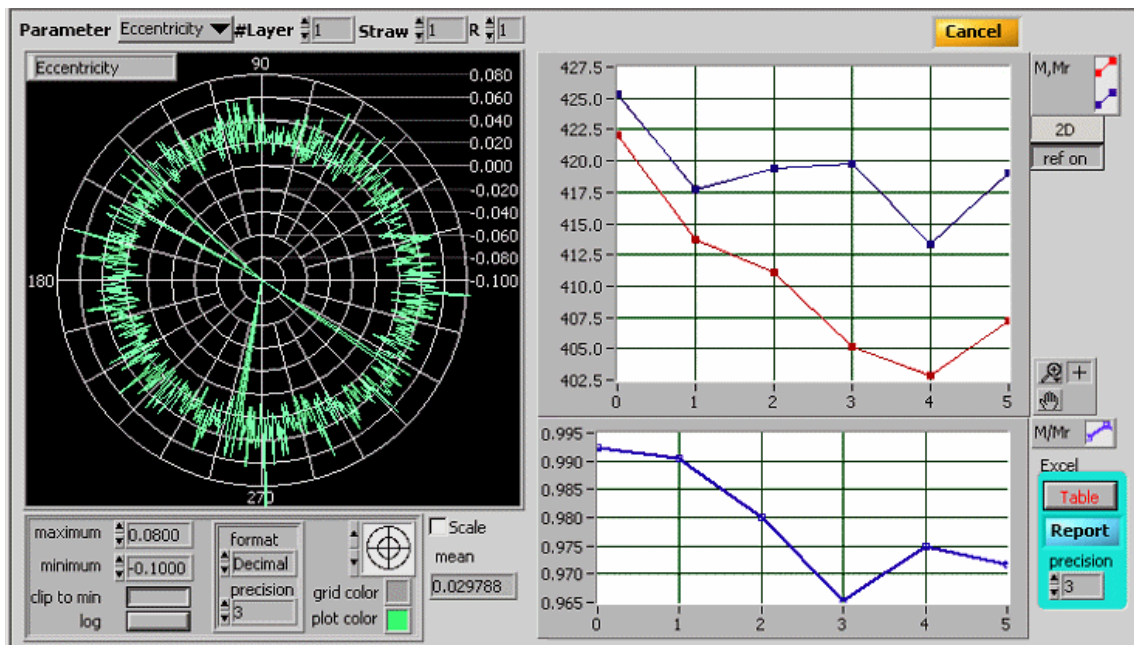 Parameter Eccentricity #Layer 1 Straw 1 R 1
Cancel
Eccentricity
90
180
270
0.080
0.060
0.040
0.020
0.000
-0.020
-0.040
-0.060
-0.080
-0.100
427.5
425.0
422.5
420.0
417.5
415.0
412.5
410.0
407.5
405.0
402.5
0 1 2 3 4 5
M,Mr
2D
ref on
0.995
0.990
0.985
0.980
0.975
0.970
0.965
0 1 2 3 4 5
M/Mr
Excel
Table
Report
precision
3
maximum 0.0800
minimum -0.1000
clip to min
log
format
Decimal
precision
3
grid color
plot color
Scale
mean
0.029788